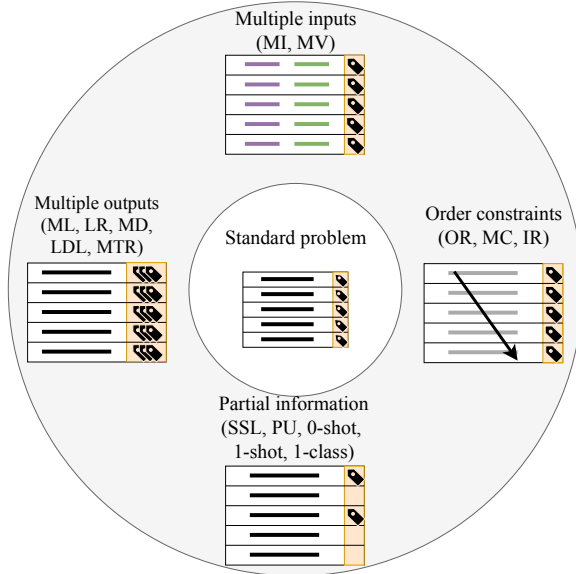 Multiple inputs
(MI, MV)
Multiple outputs
(ML, LR, MD,
LDL, MTR)
Standard problem
Order constraints
(OR, MC, IR)
Partial information
(SSL, PU, 0-shot,
1-shot, 1-class)